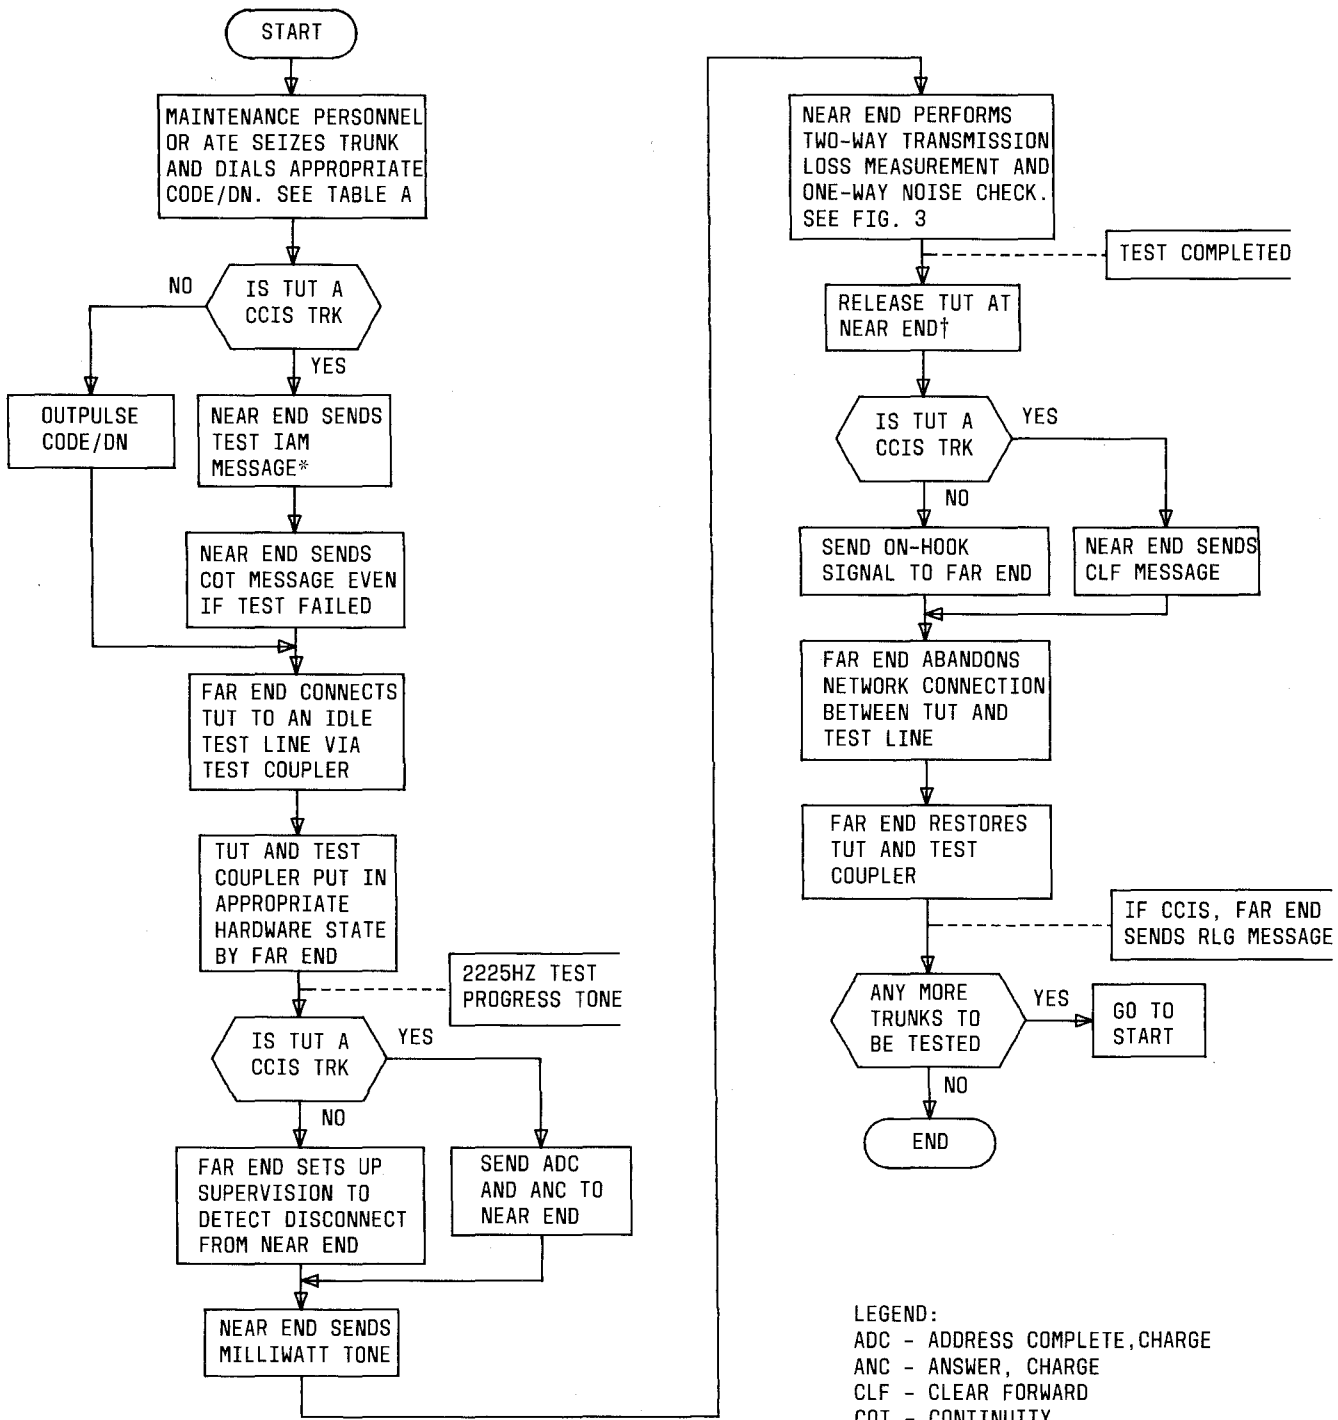 START
MAINTENANCE PERSONNEL
OR ATE SEIZES TRUNK
AND DIALS APPROPRIATE
CODE/DN. SEE TABLE A
IS TUT A
CCIS TRK
NO
YES
OUTPULSE
CODE/DN
NEAR END SENDS
TEST IAM
MESSAGE*
NEAR END SENDS
COT MESSAGE EVEN
IF TEST FAILED
FAR END CONNECTS
TUT TO AN IDLE
TEST LINE VIA
TEST COUPLER
TUT AND TEST
COUPLER PUT IN
APPROPRIATE
HARDWARE STATE
BY FAR END
2225HZ TEST
PROGRESS TONE
IS TUT A
CCIS TRK
YES
NO
FAR END SETS UP
SUPERVISION TO
DETECT DISCONNECT
FROM NEAR END
SEND ADC
AND ANC TO
NEAR END
NEAR END SENDS
MILLIWATT TONE
NEAR END PERFORMS
TWO-WAY TRANSMISSION
LOSS MEASUREMENT AND
ONE-WAY NOISE CHECK.
SEE FIG. 3
TEST COMPLETED
RELEASE TUT AT
NEAR END†
IS TUT A
CCIS TRK
YES
NO
SEND ON-HOOK
SIGNAL TO FAR END
NEAR END SENDS
CLF MESSAGE
FAR END ABANDONS
NETWORK CONNECTION
BETWEEN TUT AND
TEST LINE
FAR END RESTORES
TUT AND TEST
COUPLER
IF CCIS, FAR END
SENDS RLG MESSAGE
ANY MORE
TRUNKS TO
BE TESTED
YES
GO TO
START
NO
END
LEGEND:
ADC - ADDRESS COMPLETE,CHARGE
ANC - ANSWER, CHARGE
CLF - CLEAR FORWARD
COT - CONTINUITY